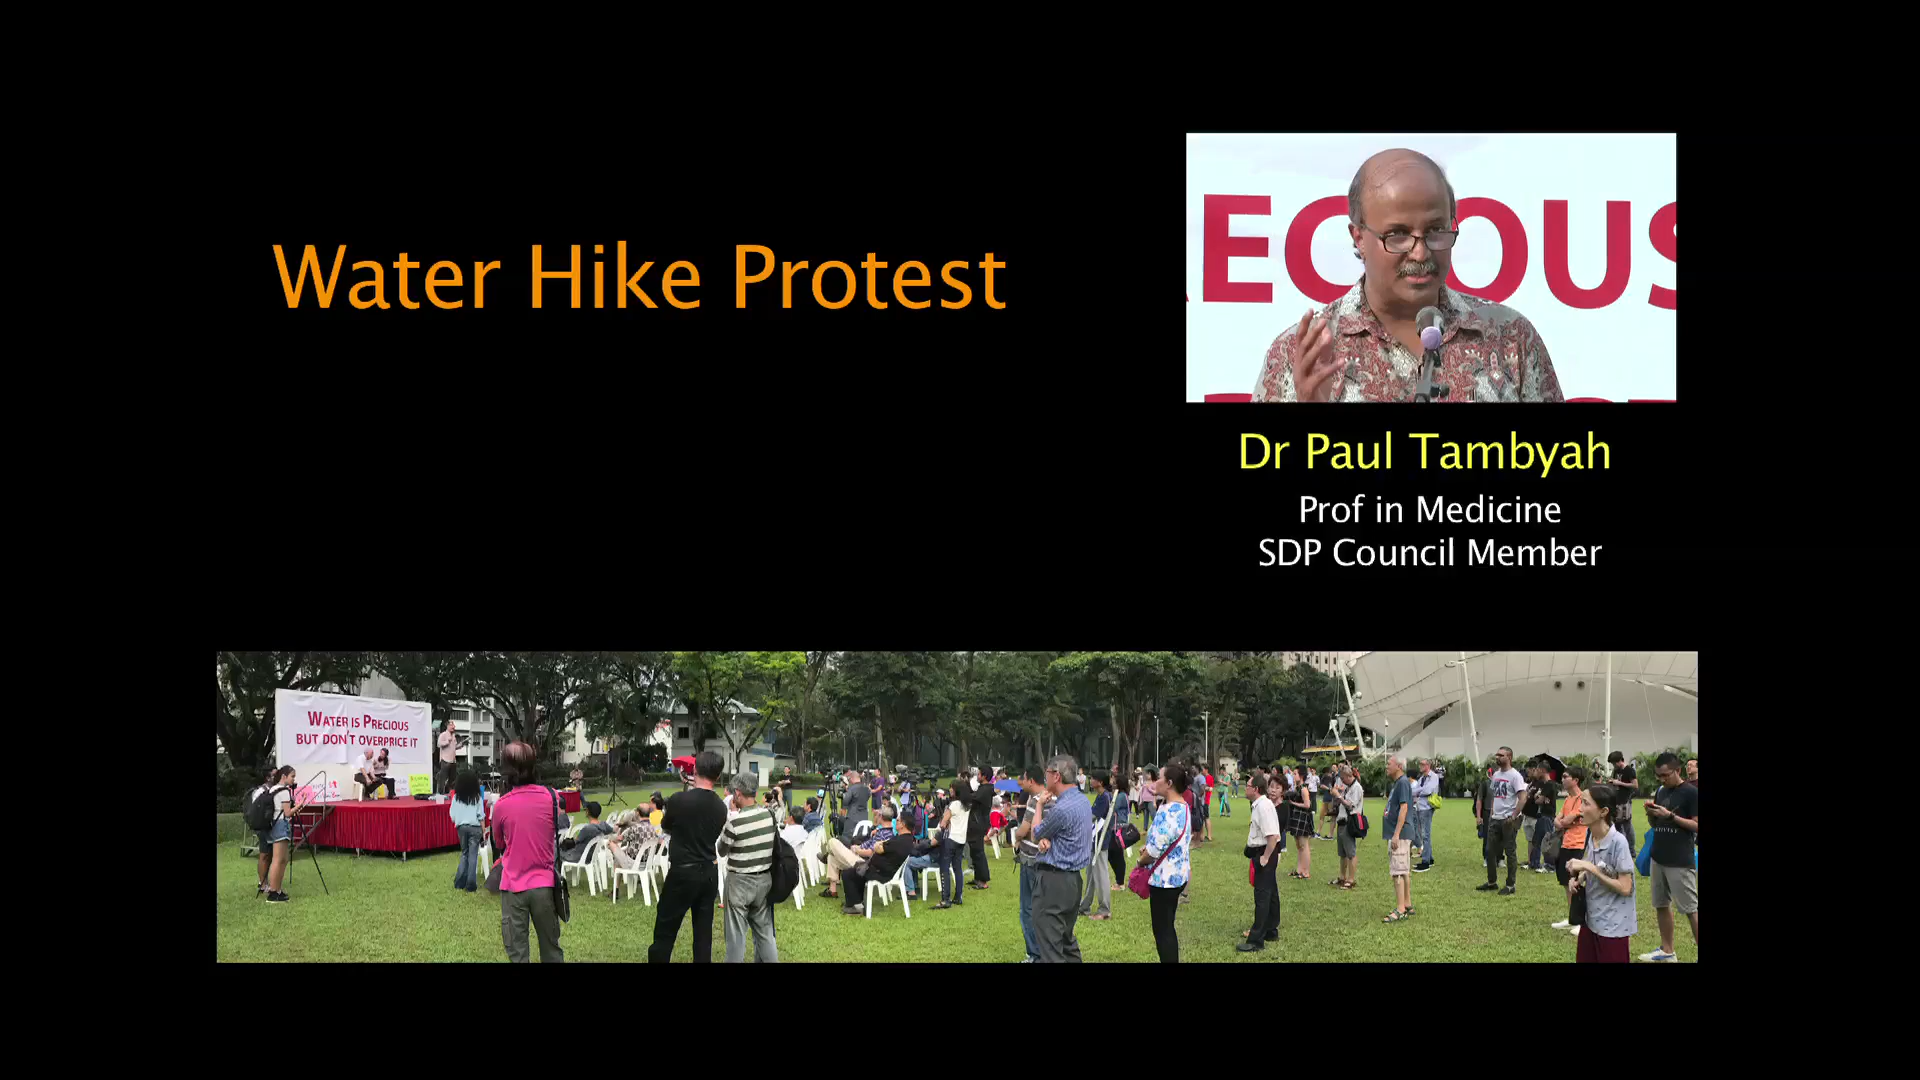 Water Hike Protest
ECIOUS
Dr Paul Tambyah
Prof in Medicine
SDP Council Member
WATER IS PRECIOUS
BUT DON'T OVERPRICE IT